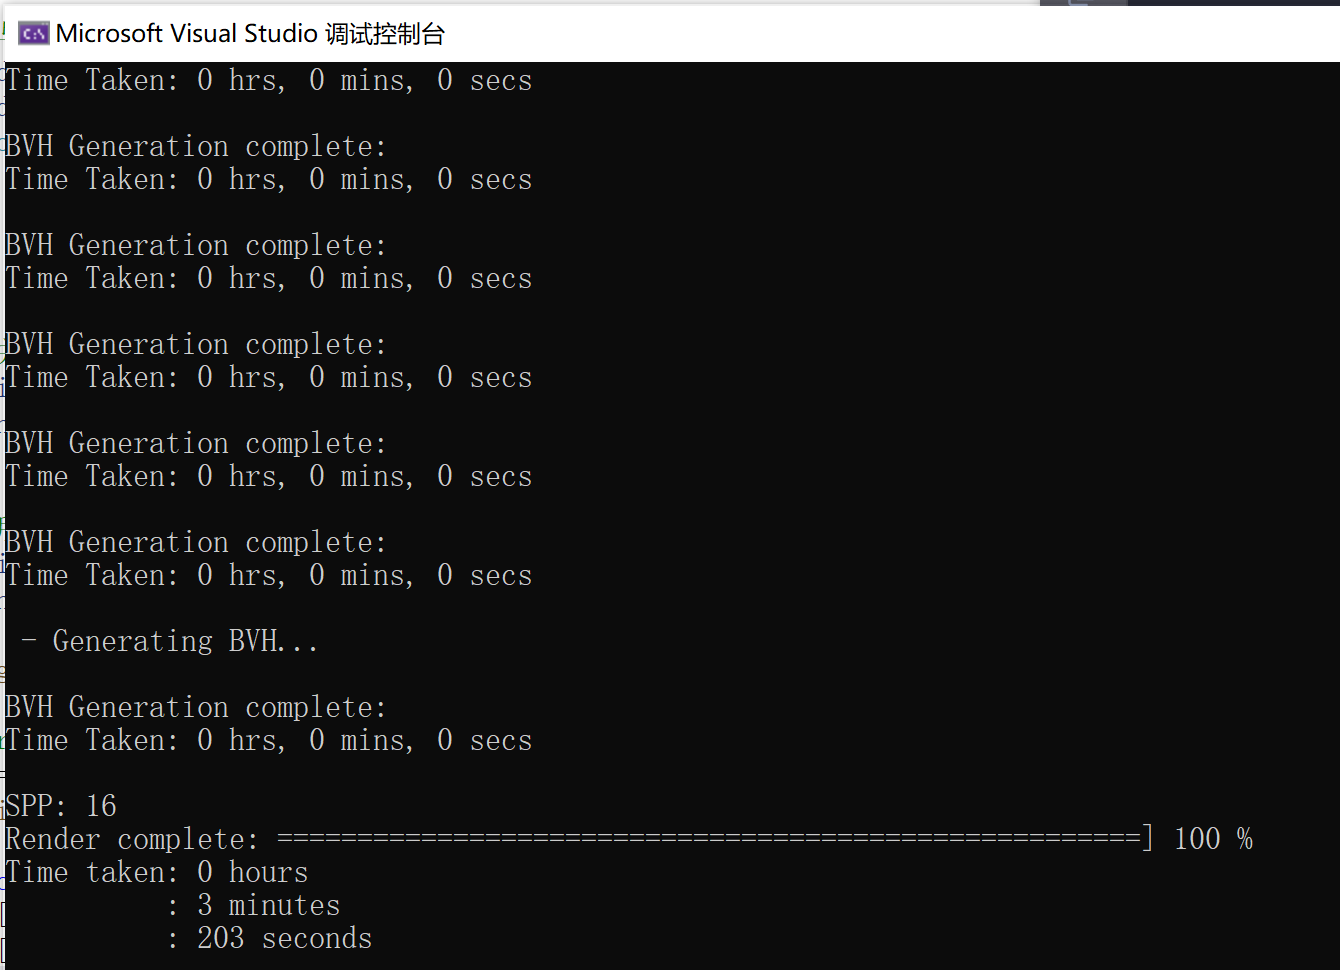 Microsoft Visual Studio 调试控制台
Time Taken: 0 hrs, 0 mins, 0 secs
BVH Generation complete:
Time Taken: 0 hrs, 0 mins, 0 secs
BVH Generation complete:
Time Taken: 0 hrs, 0 mins, 0 secs
BVH Generation complete:
Time Taken: 0 hrs, 0 mins, 0 secs
BVH Generation complete:
Time Taken: 0 hrs, 0 mins, 0 secs
BVH Generation complete:
Time Taken: 0 hrs, 0 mins, 0 secs
- Generating BVH...
BVH Generation complete:
Time Taken: 0 hrs, 0 mins, 0 secs
SPP: 16
Render complete: ======================================================] 100 %
Time taken: 0 hours
: 3 minutes
: 203 seconds